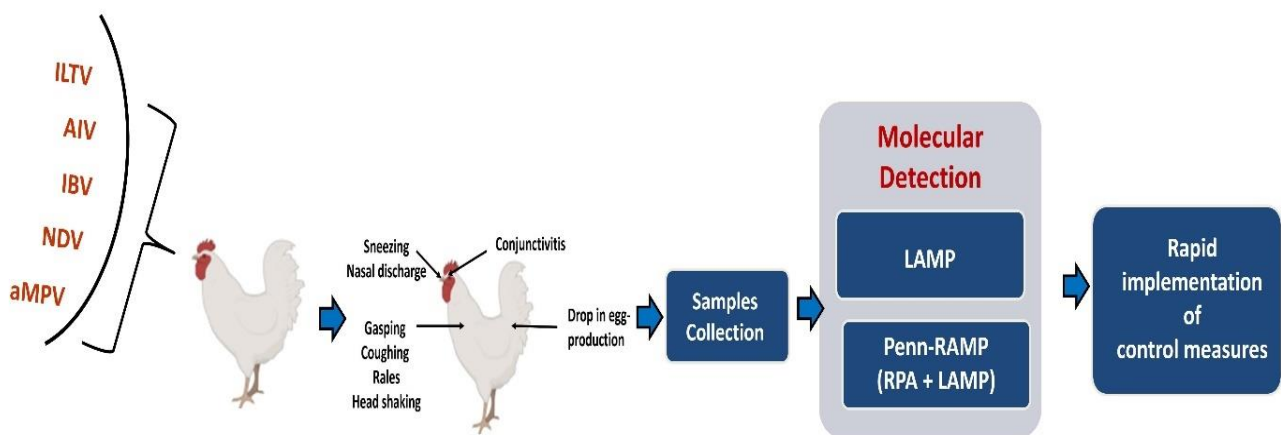 ILTV
AIV
IBV
NDV
aMPV
Sneezing
Nasal discharge
Conjunctivitis
Gasping
Coughing
Rales
Head shaking
Drop in egg-
production
Samples
Collection
Molecular
Detection
LAMP
Penn-RAMP
(RPA + LAMP)
Rapid
implementation
of
control measures